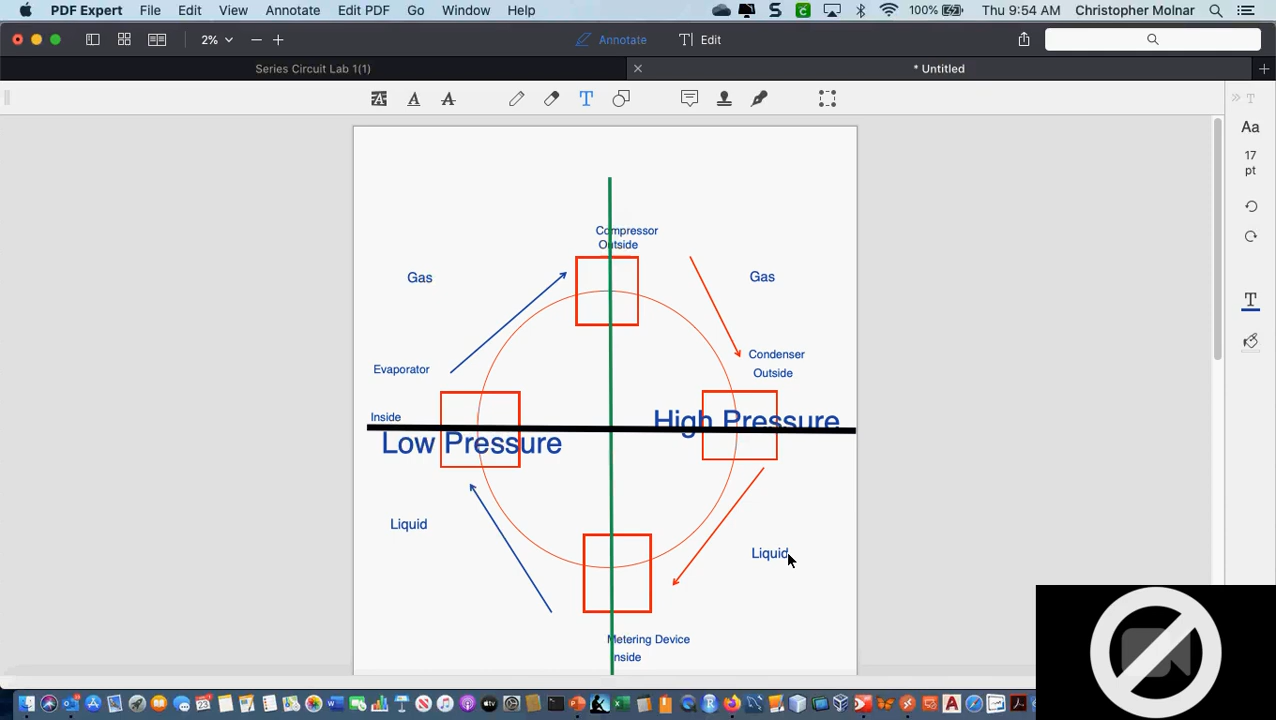 PDF Expert File Edit View Annotate Edit PDF Go Window Help 100% Thu 9:54 AM Christopher Molnar
2% Annotate T Edit
Series Circuit Lab 1(1) * Untitled
A A A T T
Aa
17
pt
T
Compressor
Outside
Gas Gas
Condenser
Evaporator
Outside
Inside
High Pressure
Low Pressure
Liquid
Liquid
Metering Device
Inside